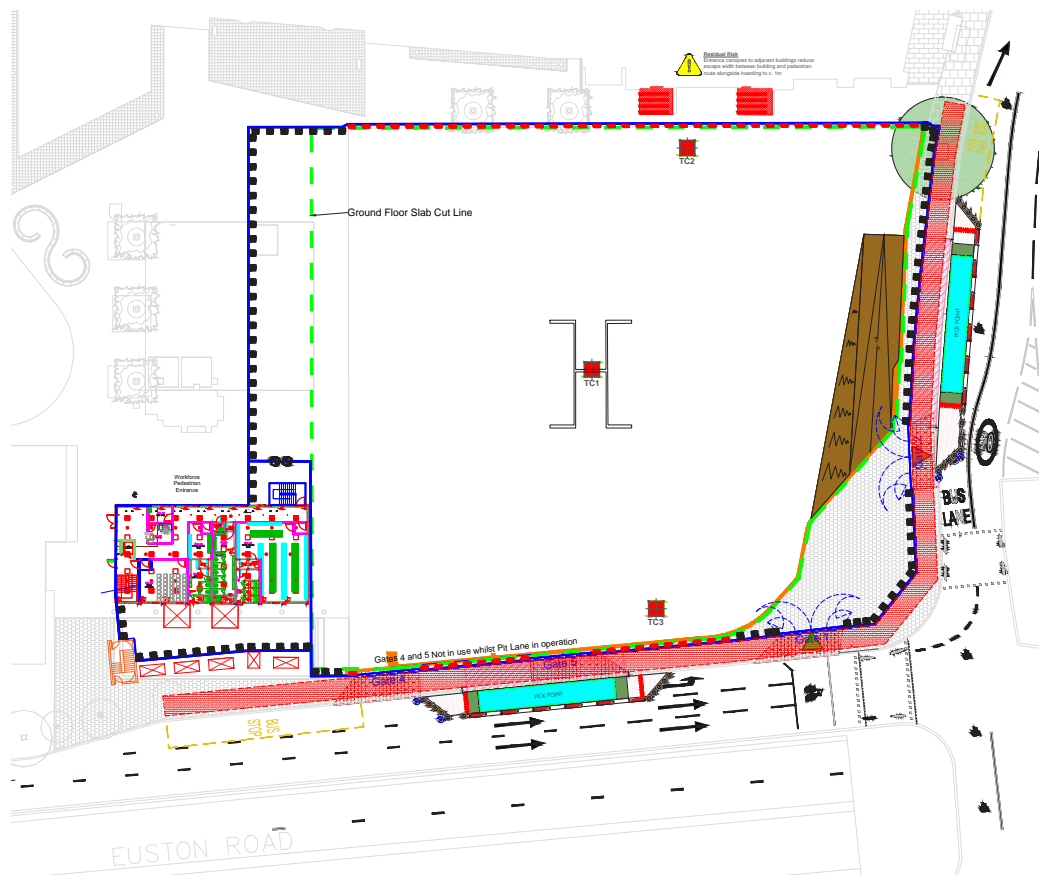 Residual Risk
Entrance canopies to adjacent buildings reduce
escape width between building and pedestrian
route alongside hoarding to c. 1m
BUS
STOP
TC2
Ground Floor Slab Cut Line
PICK POINT
TC1
Workforce
Pedestrian
Entrance
BUS
LANE
TC3
Gates 4 and 5 Not in use whilst Pit Lane in operation
Gate 5
Gate 4
PICK POINT
BUS
STOP
EUSTON ROAD